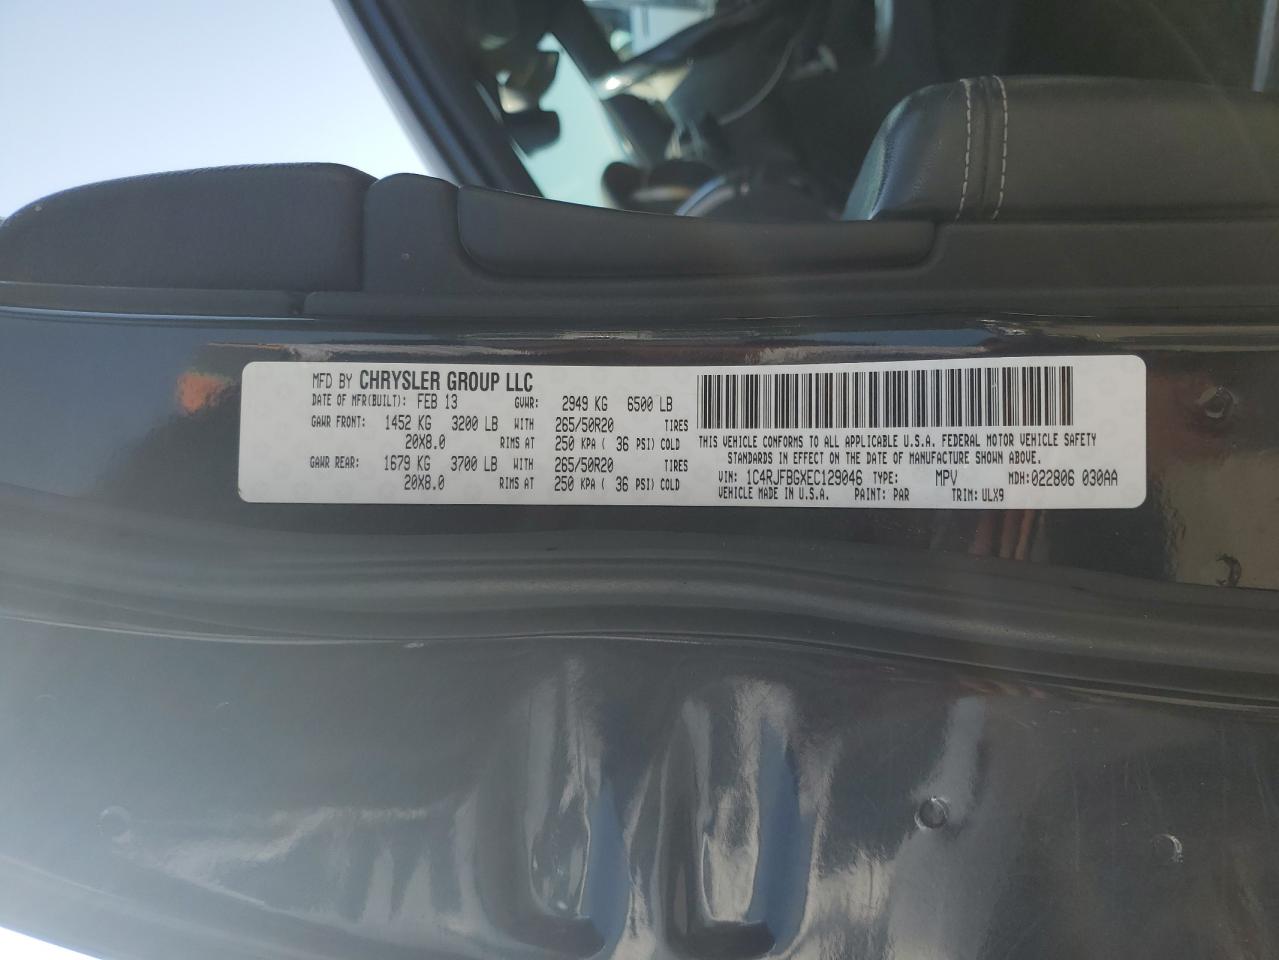 MFD BY CHRYSLER GROUP LLC
DATE OF MFR(BUILT): FEB 13 GVWR: 2949 KG 6500 LB
GAWR FRONT: 1452 KG 3200 LB WITH 265/50R20 TIRES
20X8.0 RIMS AT 250 KPA ( 36 PSI) COLD
GAWR REAR: 1679 KG 3700 LB WITH 265/50R20 TIRES
20X8.0 RIMS AT 250 KPA ( 36 PSI) COLD
THIS VEHICLE CONFORMS TO ALL APPLICABLE U.S.A. FEDERAL MOTOR VEHICLE SAFETY
STANDARDS IN EFFECT ON THE DATE OF MANUFACTURE SHOWN ABOVE.
VIN: 1C4RJFBGXEC129046 TYPE: MPV MDH:022806 030AA
VEHICLE MADE IN U.S.A. PAINT: PAR TRIM: ULX9